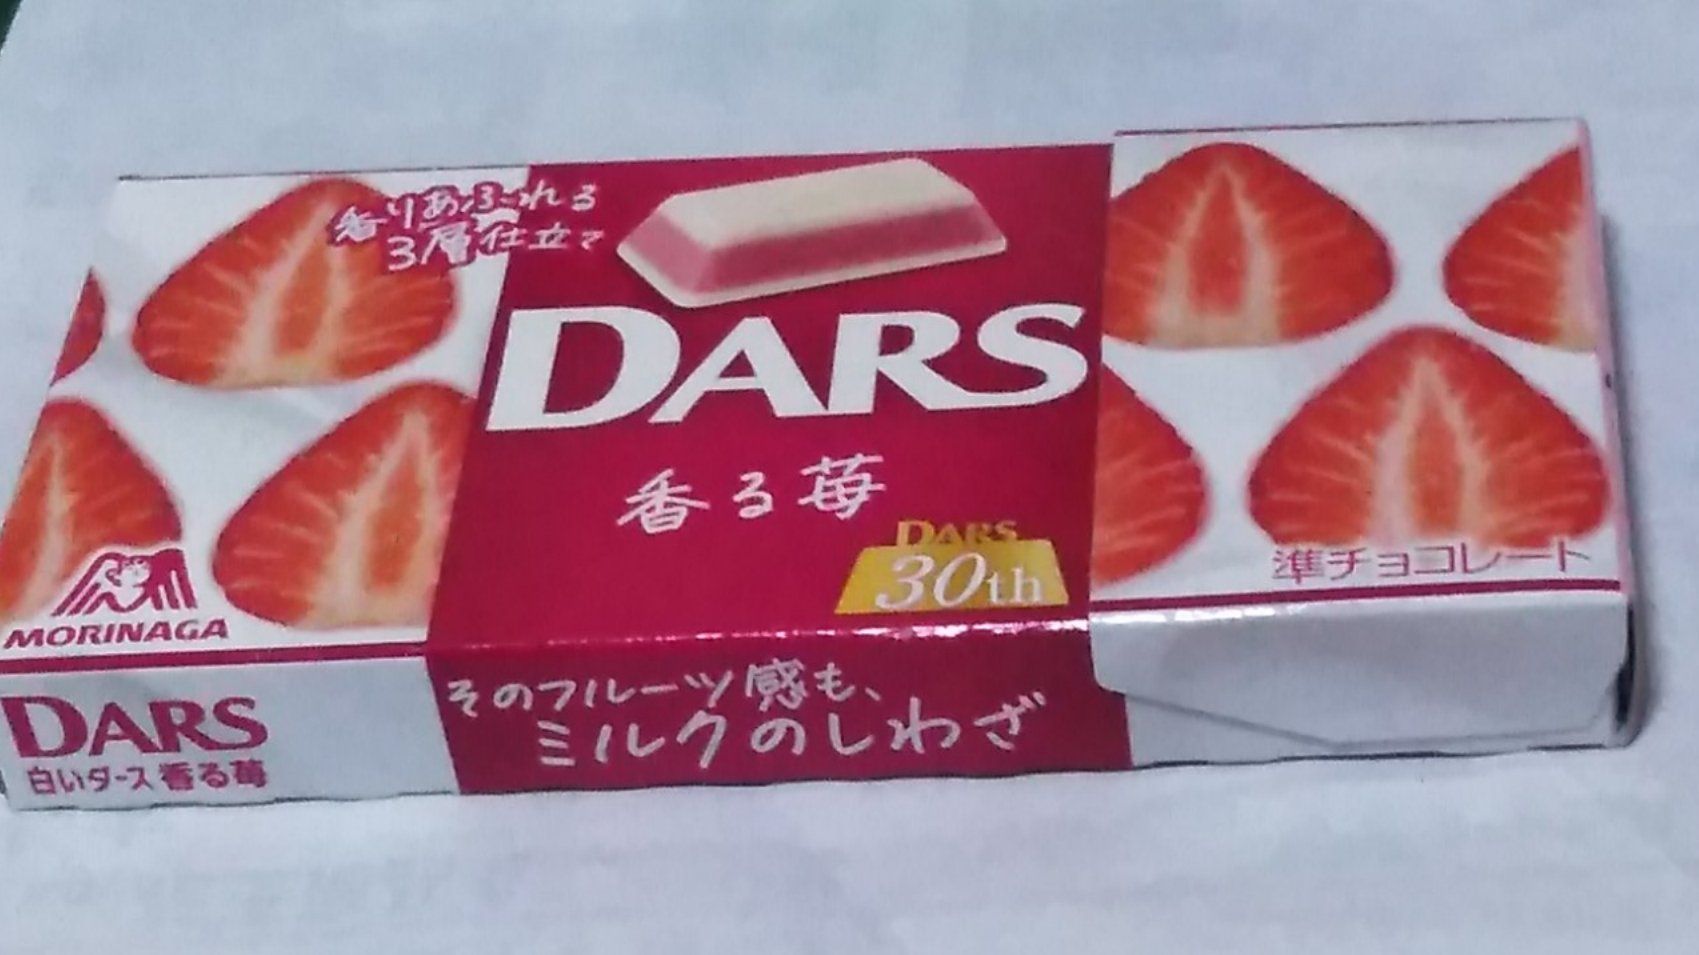 香りあふれる
3層仕立て
DARS
香る苺
DARS
30th
準チョコレート
MORINAGA
DARS
白いダース 香る苺
そのフルーツ感も、
ミルクのしわざ